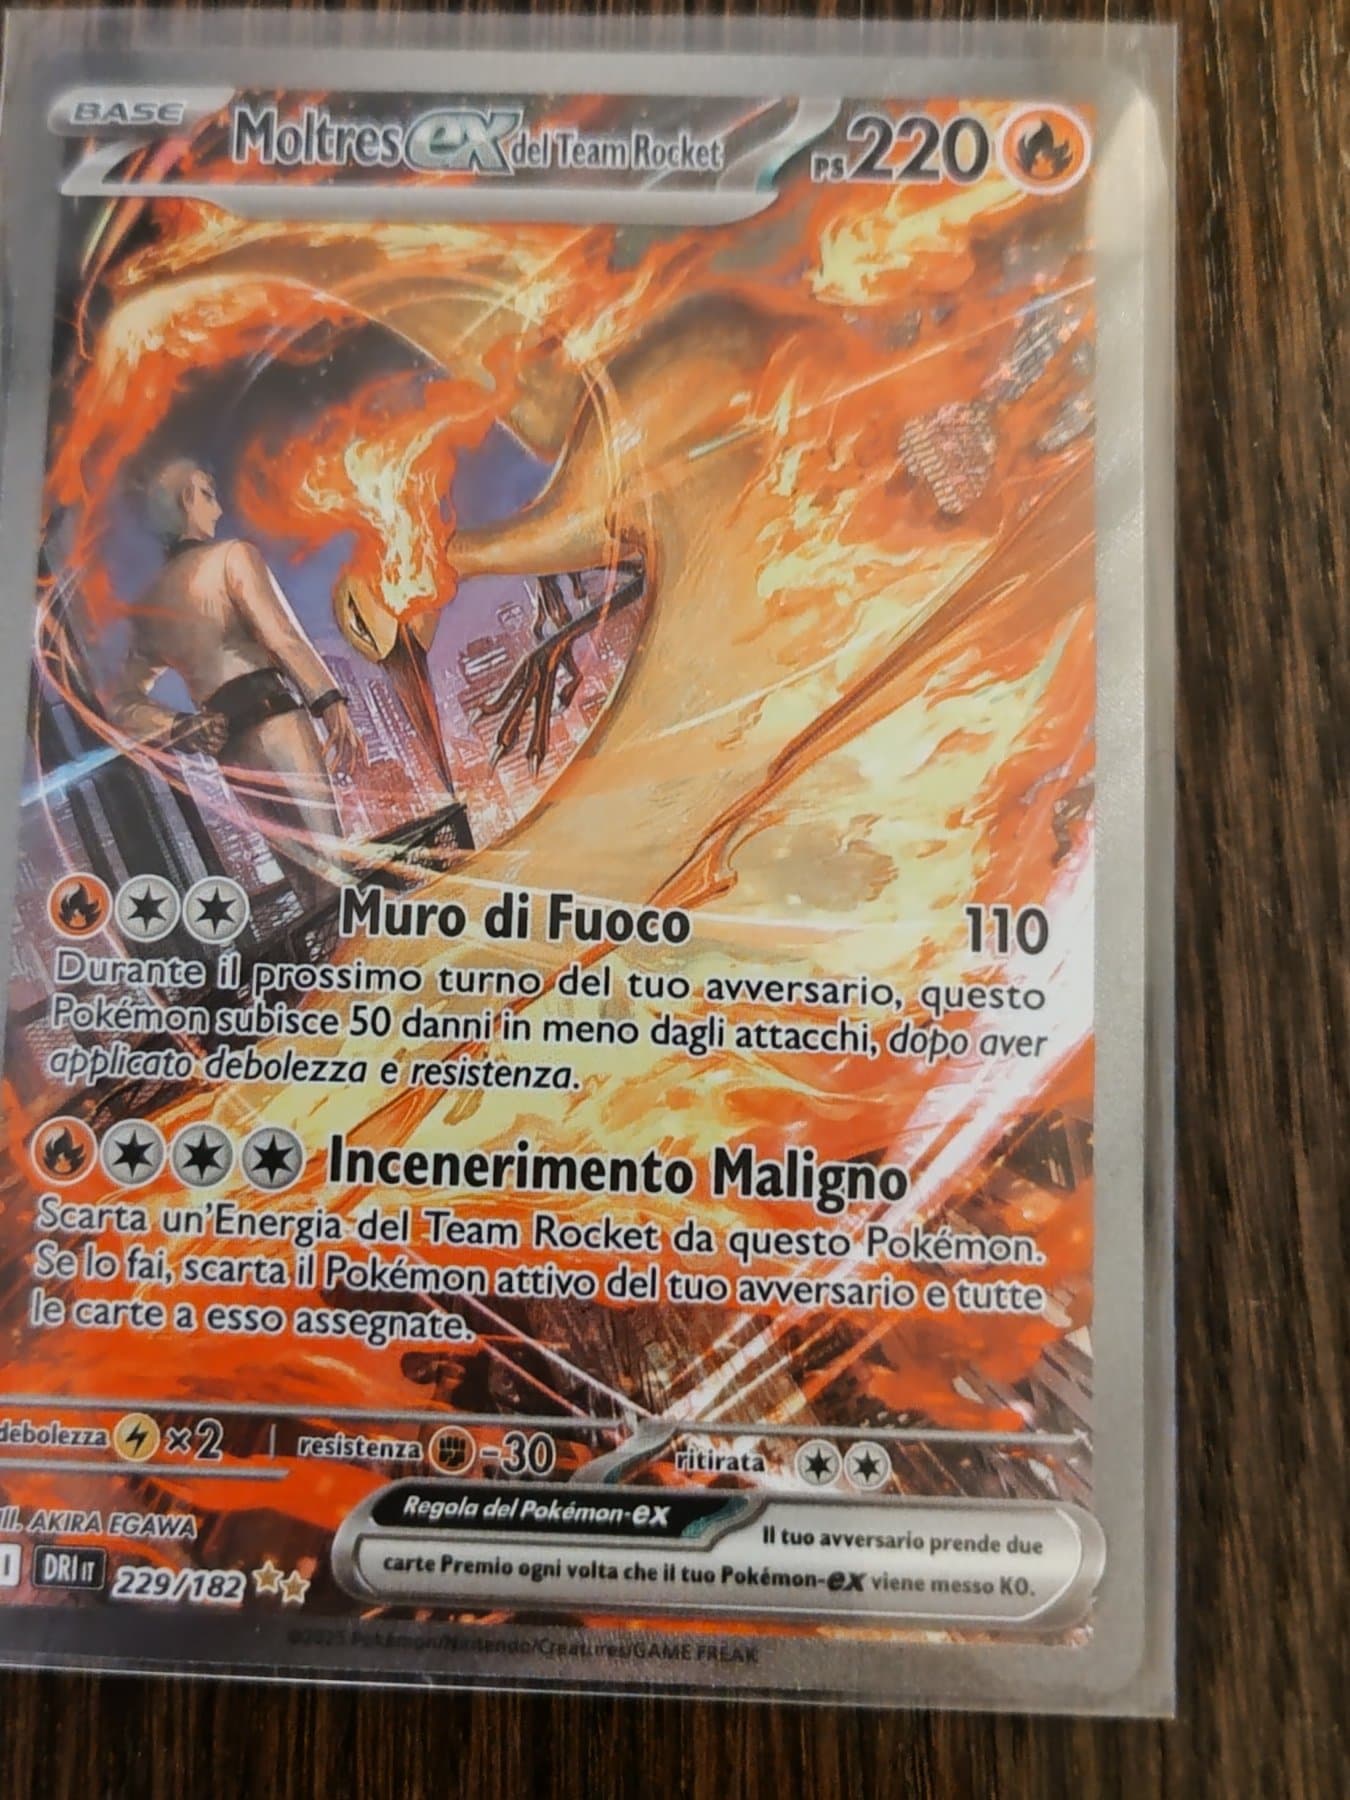 BASE
Moltres ex del Team Rocket
PS 220
Muro di Fuoco 110
Durante il prossimo turno del tuo avversario, questo
Pokémon subisce 50 danni in meno dagli attacchi, dopo aver
applicato debolezza e resistenza.
Incenerimento Maligno
Scarta un'Energia del Team Rocket da questo Pokémon.
Se lo fai, scarta il Pokémon attivo del tuo avversario e tutte
le carte a esso assegnate.
debolezza ×2 resistenza -30 ritirata
Ill. AKIRA EGAWA
Regola del Pokémon-ex
Il tuo avversario prende due
carte Premio ogni volta che il tuo Pokémon-ex viene messo KO.
I DRI IT 229/182
©2025 Pokémon/Nintendo/Creatures/GAME FREAK